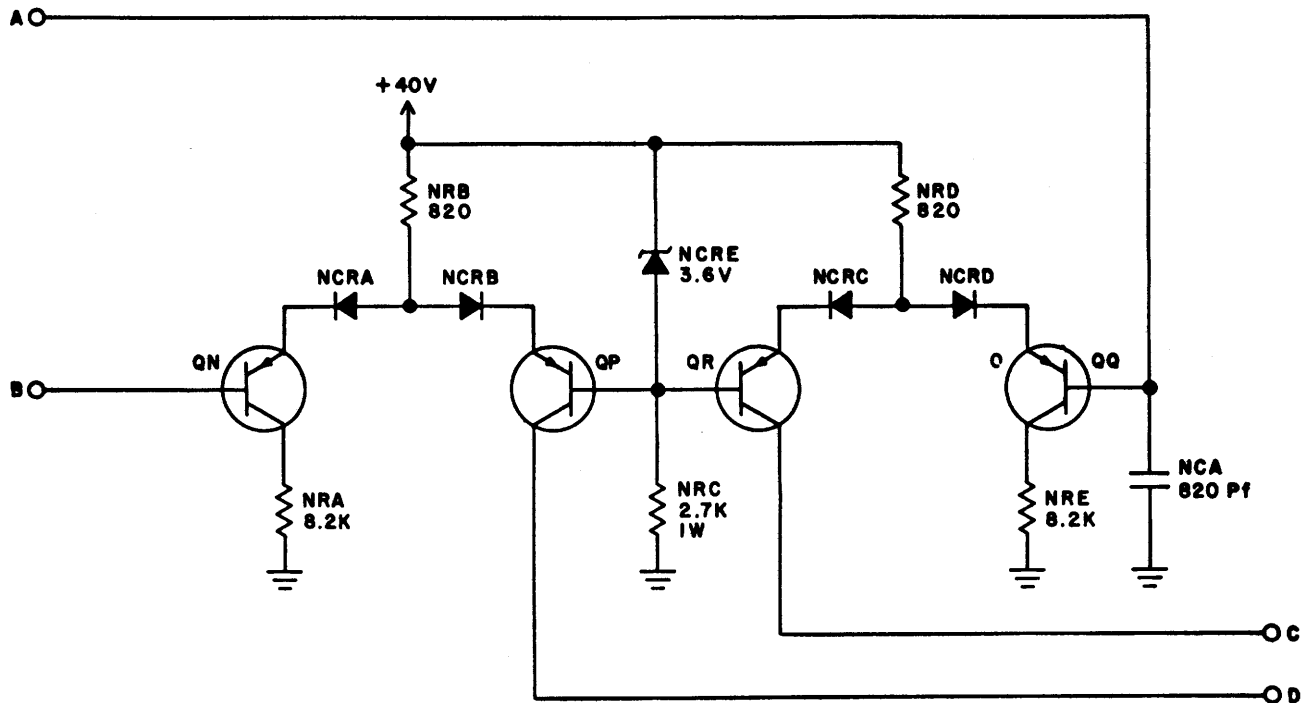 A
+40V
NRB
820
NRD
820
NCRE
3.6V
NCRA
NCRB
NCRC
NCRD
QN
QP
QR
O
QQ
B
NRA
8.2K
NRC
2.7K
1W
NRE
8.2K
NCA
820 Pf
C
D